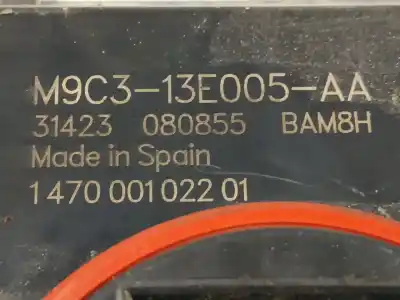 M9C3-13E005-AA
31423 080855 BAM8H
Made in Spain
1 470 001 022 01